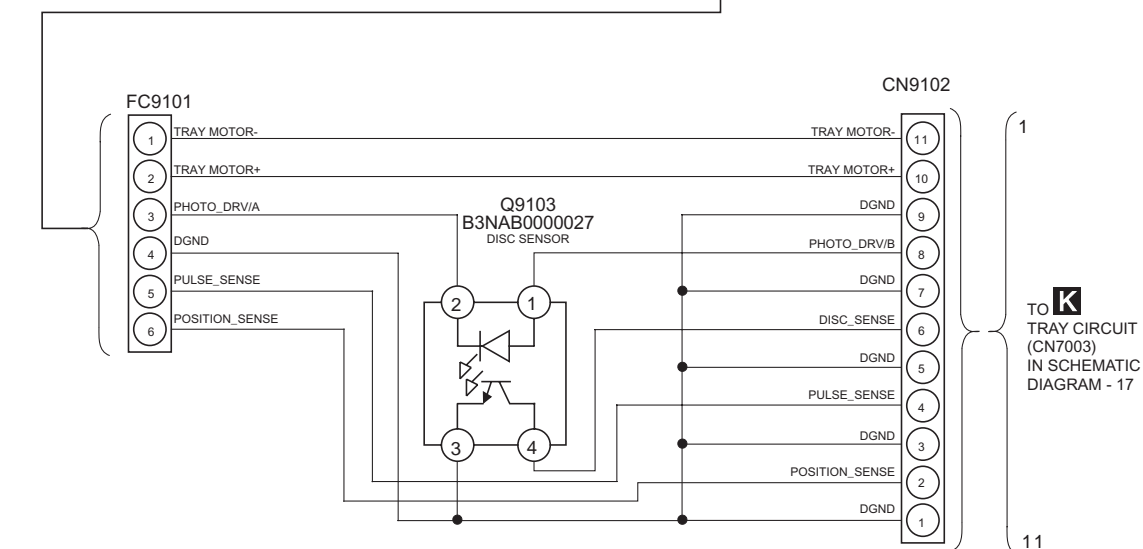 FC9101
1 TRAY MOTOR-
2 TRAY MOTOR+
3 PHOTO_DRV/A
4 DGND
5 PULSE_SENSE
6 POSITION_SENSE
Q9103
B3NAB0000027
DISC SENSOR
2 1
3 4
CN9102
TRAY MOTOR- 11
TRAY MOTOR+ 10
DGND 9
PHOTO_DRV/B 8
DGND 7
DISC_SENSE 6
DGND 5
PULSE_SENSE 4
DGND 3
POSITION_SENSE 2
DGND 1
1
TO K
TRAY CIRCUIT
(CN7003)
IN SCHEMATIC
DIAGRAM - 17
11